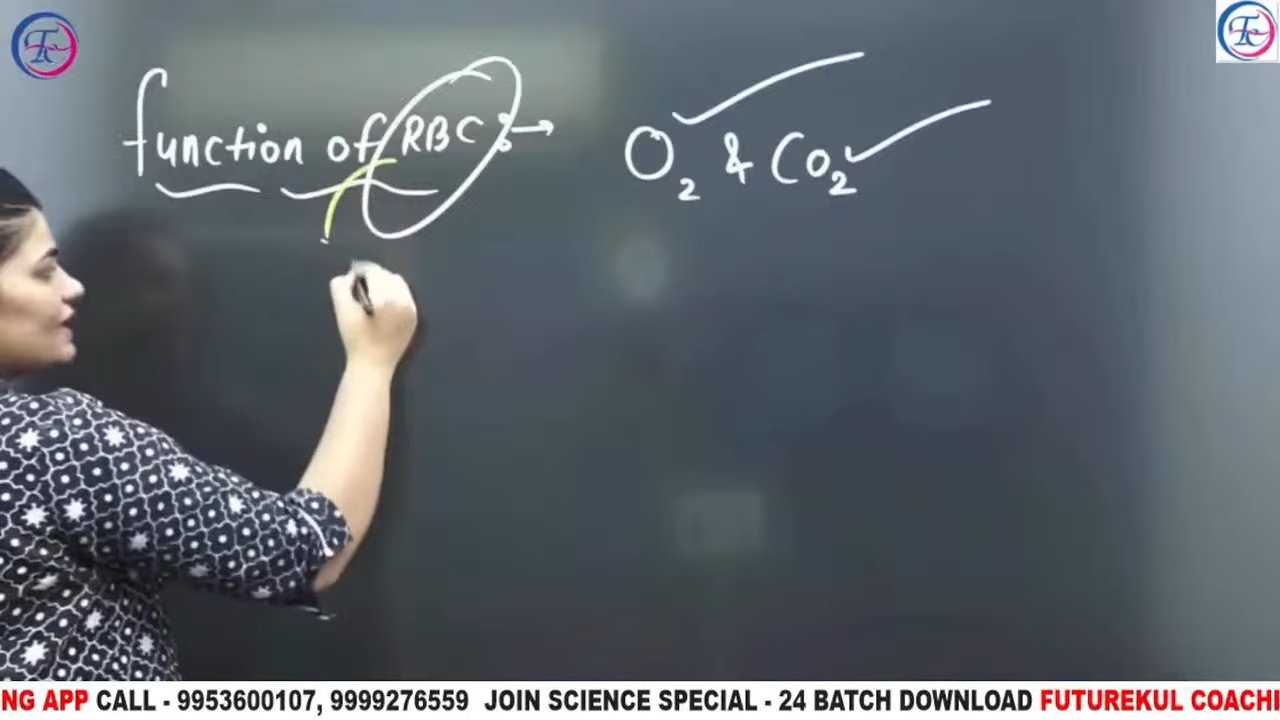 function of RBC :→ O₂ & CO₂
NG APP CALL - 9953600107, 9999276559 JOIN SCIENCE SPECIAL - 24 BATCH DOWNLOAD FUTUREKUL COACHI